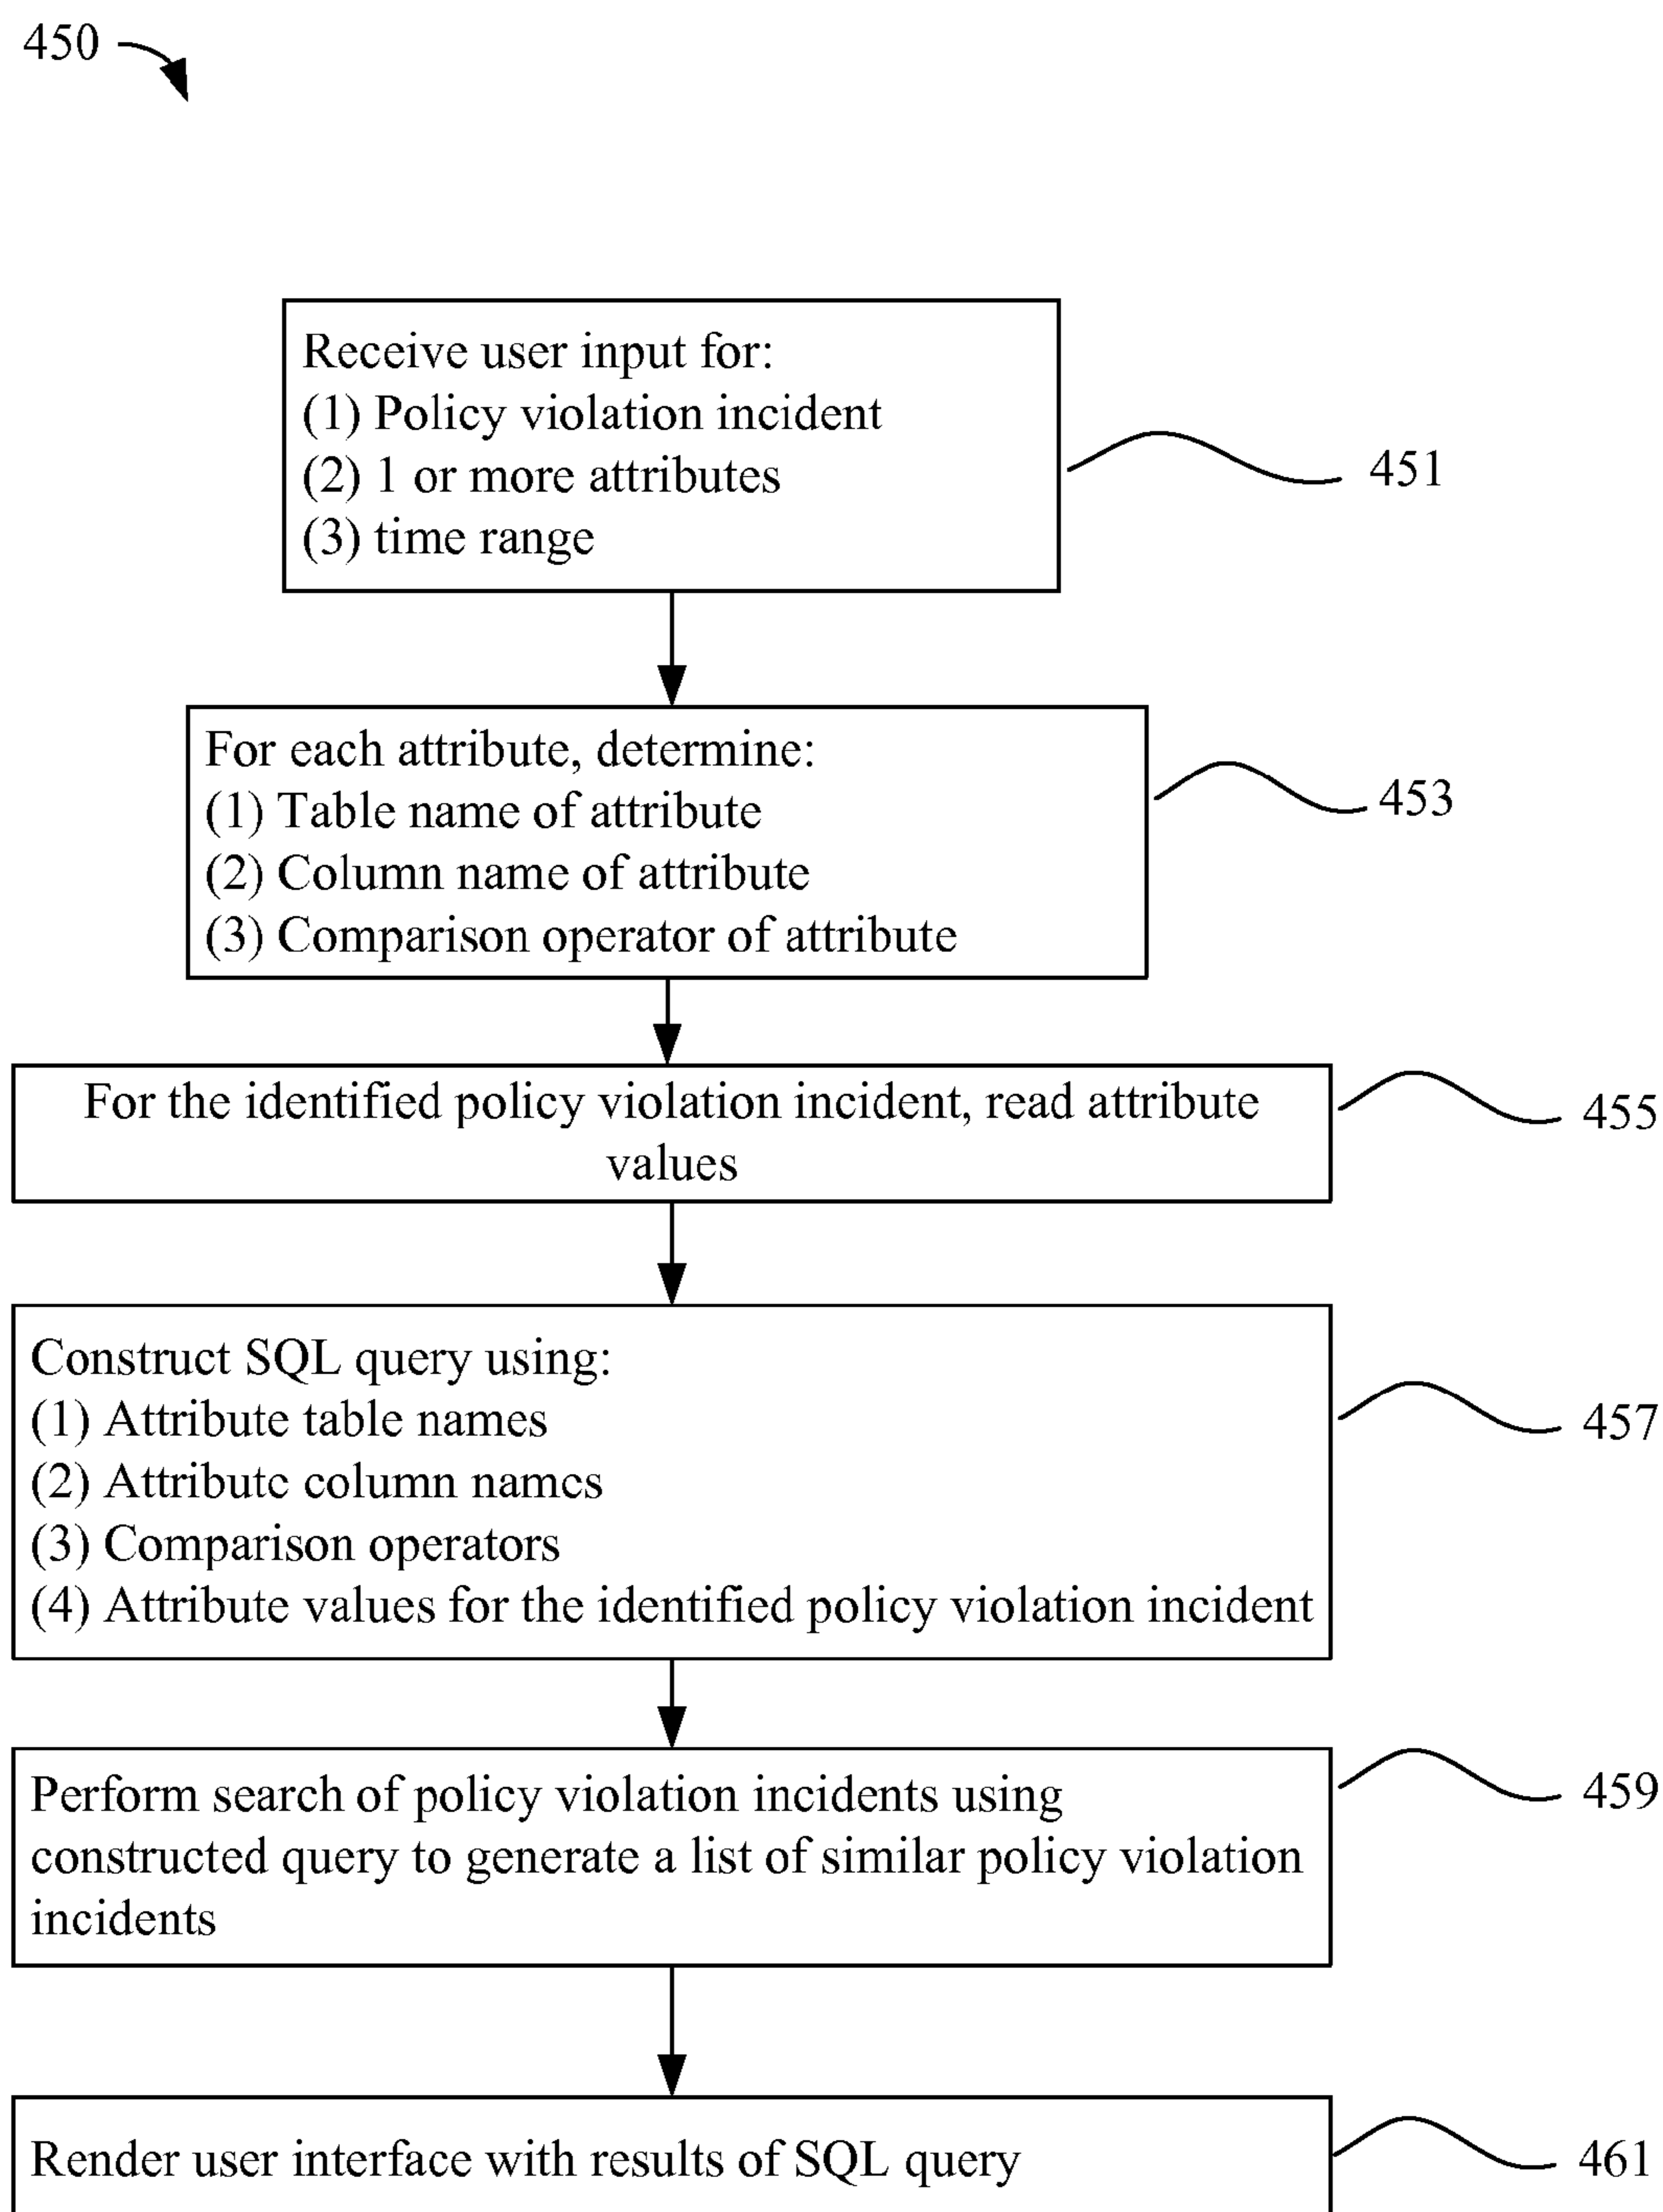 450
Receive user input for:
(1) Policy violation incident
(2) 1 or more attributes
(3) time range
451
For each attribute, determine:
(1) Table name of attribute
(2) Column name of attribute
(3) Comparison operator of attribute
453
For the identified policy violation incident, read attribute
values
455
Construct SQL query using:
(1) Attribute table names
(2) Attribute column names
(3) Comparison operators
(4) Attribute values for the identified policy violation incident
457
Perform search of policy violation incidents using
constructed query to generate a list of similar policy violation
incidents
459
Render user interface with results of SQL query
461